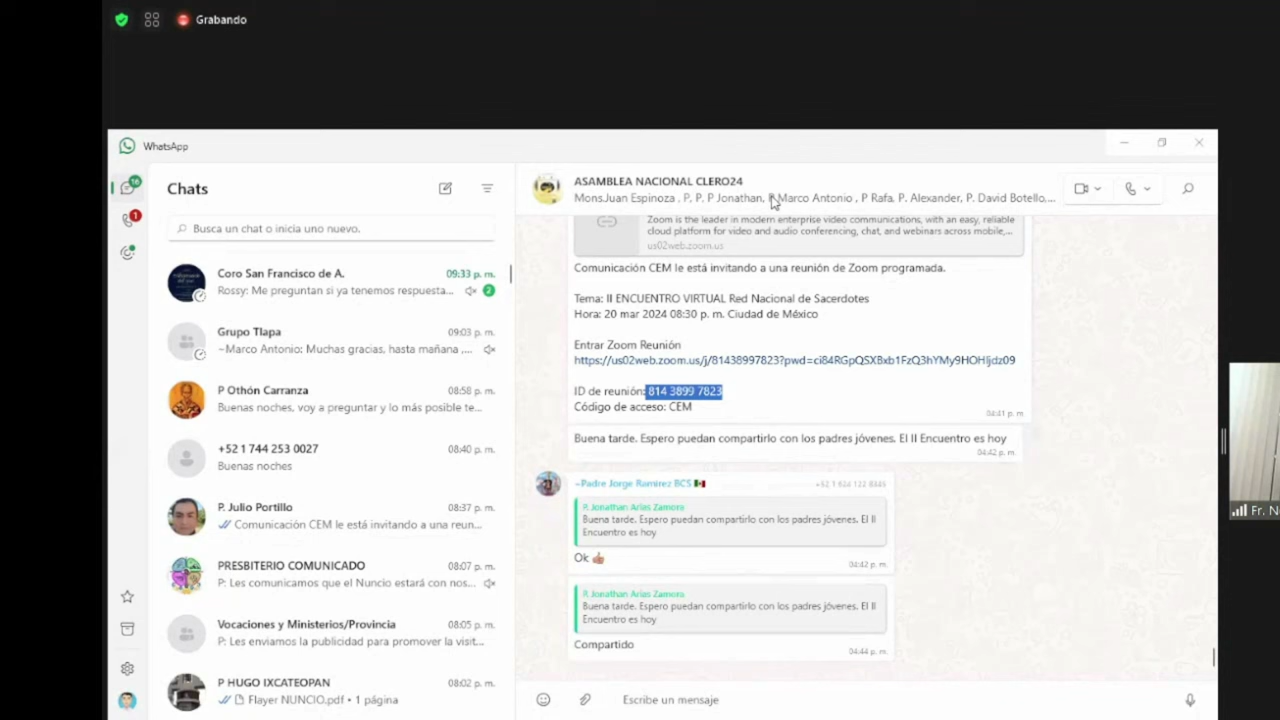 Grabando
WhatsApp
Chats
Busca un chat o inicia uno nuevo.
Coro San Francisco de A.
09:33 p. m.
Rossy: Me preguntan si ya tenemos respuesta...
2
Grupo Tlapa
09:03 p. m.
~Marco Antonio: Muchas gracias, hasta mañana ,...
P Othón Carranza
08:58 p. m.
Buenas noches, voy a preguntar y lo más posible te...
+52 1 744 253 0027
08:40 p. m.
Buenas noches
P. Julio Portillo
08:37 p. m.
Comunicación CEM le está invitando a una reun...
PRESBITERIO COMUNICADO
08:07 p. m.
P: Les comunicamos que el Nuncio estará con nos...
Vocaciones y Ministerios/Provincia
08:05 p. m.
P: Les enviamos la publicidad para promover la visit...
P HUGO IXCATEOPAN
08:02 p. m.
Flayer NUNCIO.pdf • 1 página
16
1
ASAMBLEA NACIONAL CLERO24
MonsJuan Espinoza , P. P. P Jonathan, P Marco Antonio , P Rafa, P. Alexander, P. David Botello,...
Zoom is the leader in modern enterprise video communications, with an easy, reliable
cloud platform for video and audio conferencing, chat, and webinars across mobile,...
us02web.zoom.us
Comunicación CEM le está invitando a una reunión de Zoom programada.
Tema: II ENCUENTRO VIRTUAL Red Nacional de Sacerdotes
Hora: 20 mar 2024 08:30 p. m. Ciudad de México
Entrar Zoom Reunión
https://us02web.zoom.us/j/81438997823?pwd=ci84RGpQSXBxb1FzQ3hYMy9HOHljdz09
ID de reunión: 814 3899 7823
Código de acceso: CEM
04:41 p. m.
Buena tarde. Espero puedan compartirlo con los padres jóvenes. El II Encuentro es hoy
04:42 p. m.
~Padre Jorge Ramirez BCS
P. Jonathan Arias Zamora
Buena tarde. Espero puedan compartirlo con los padres jóvenes. El II
Encuentro es hoy
Ok
04:42 p. m.
P. Jonathan Arias Zamora
Buena tarde. Espero puedan compartirlo con los padres jóvenes. El II
Encuentro es hoy
Compartido
04:44 p. m.
Escribe un mensaje
Fr. N